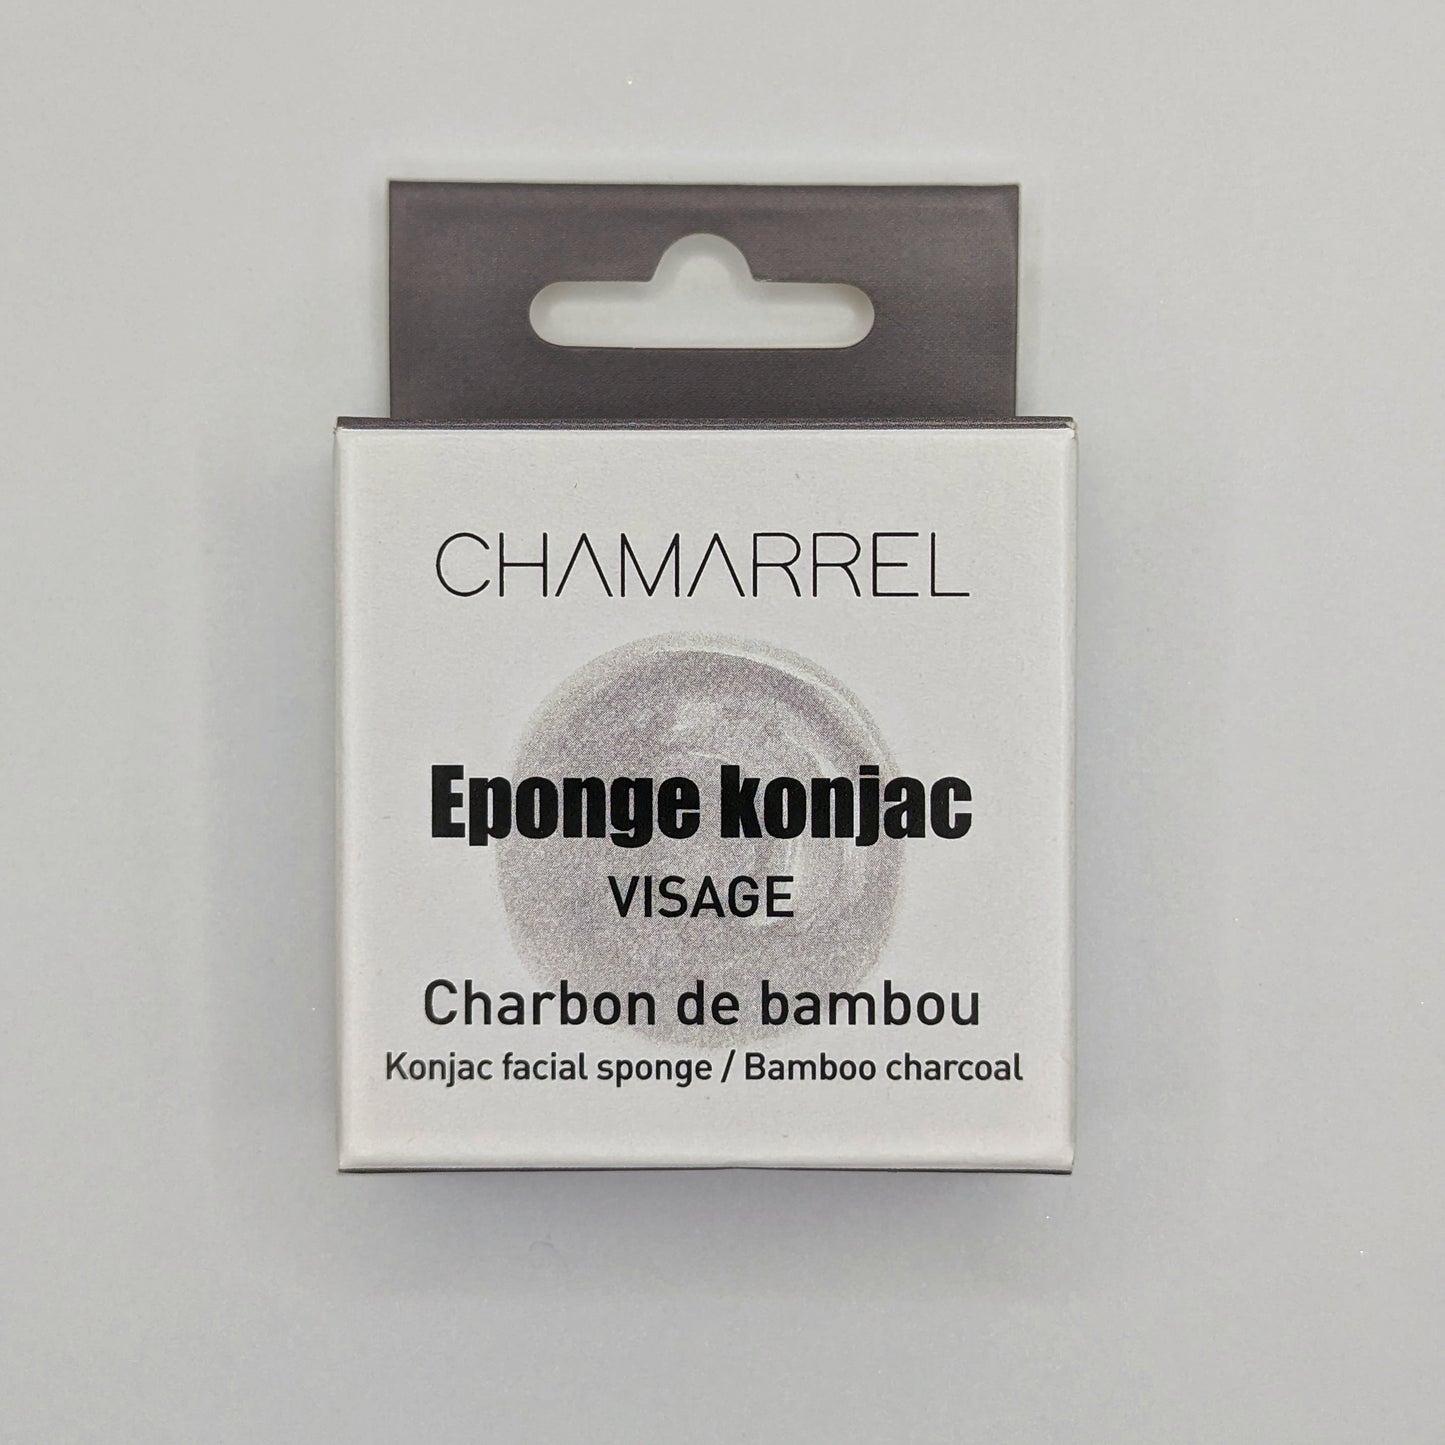 CHAMARREL
Eponge konjac
VISAGE
Charbon de bambou
Konjac facial sponge / Bamboo charcoal